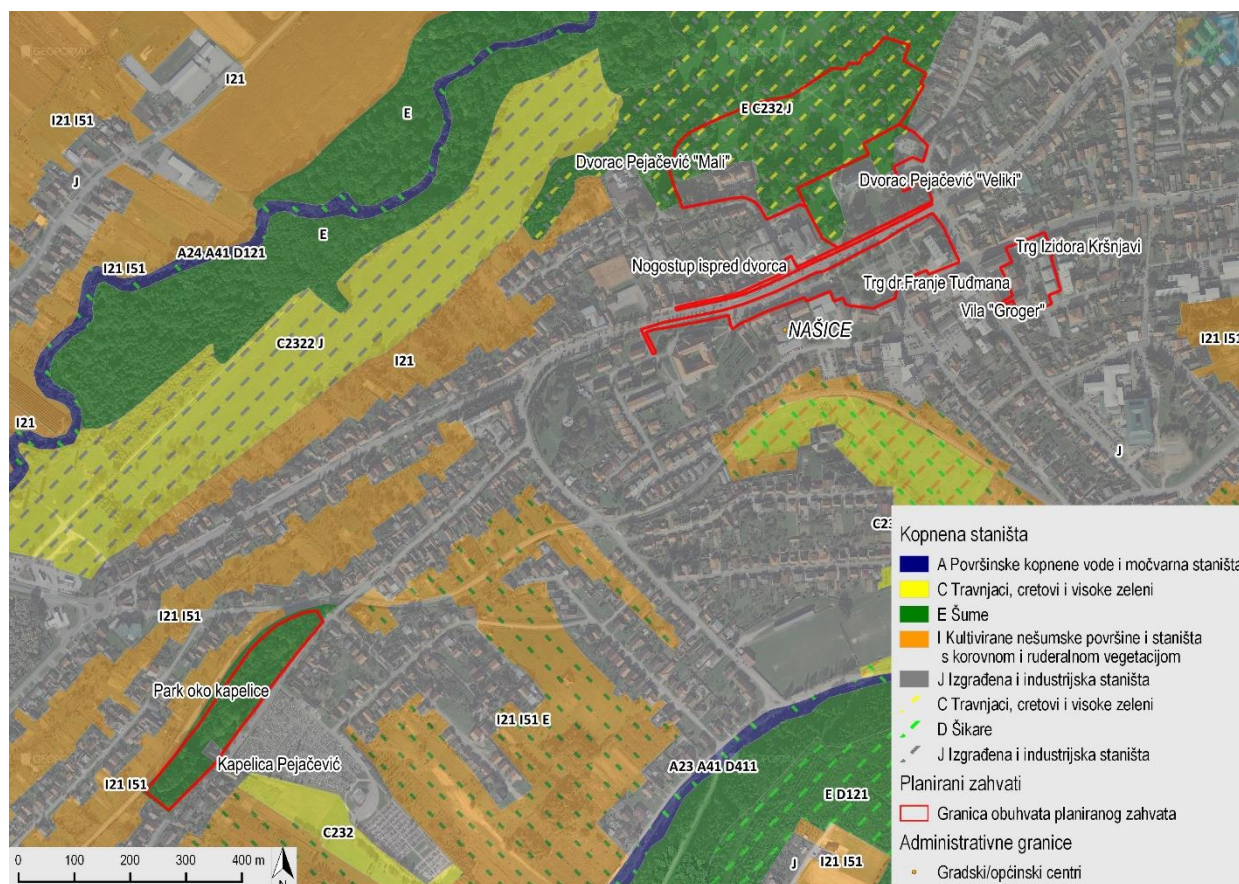 GEOPORTAL
GEOPORTAL
I21
I21 I51
E
E C232 J
Dvorac Pejačević "Mali"
J
Dvorac Pejačević "Veliki"
E
Trg Izidora Kršnjavi
A24 A41 D121
I21 I51
Nogostup ispred dvorca
Trg dr.Franje Tuđmana
Vila "Groger"
NAŠICE
C2322 J
I21
I21 I51
I21
J
Kopnena staništa
A Površinske kopnene vode i močvarna staništa
C Travnjaci, cretovi i visoke zeleni
E Šume
I Kultivirane nešumske površine i staništa
s korovnom i ruderalnom vegetacijom
J Izgrađena i industrijska staništa
C Travnjaci, cretovi i visoke zeleni
D Šikare
J Izgrađena i industrijska staništa
Planirani zahvati
Granica obuhvata planiranog zahvata
Administrativne granice
Gradski/općinski centri
I21 I51
Park oko kapelice
I21 I51 E
Kapelica Pejačević
A23 A41 D411
I21 I51
E D121
C232
J
I21 I51
0 100 200 300 400 m
N